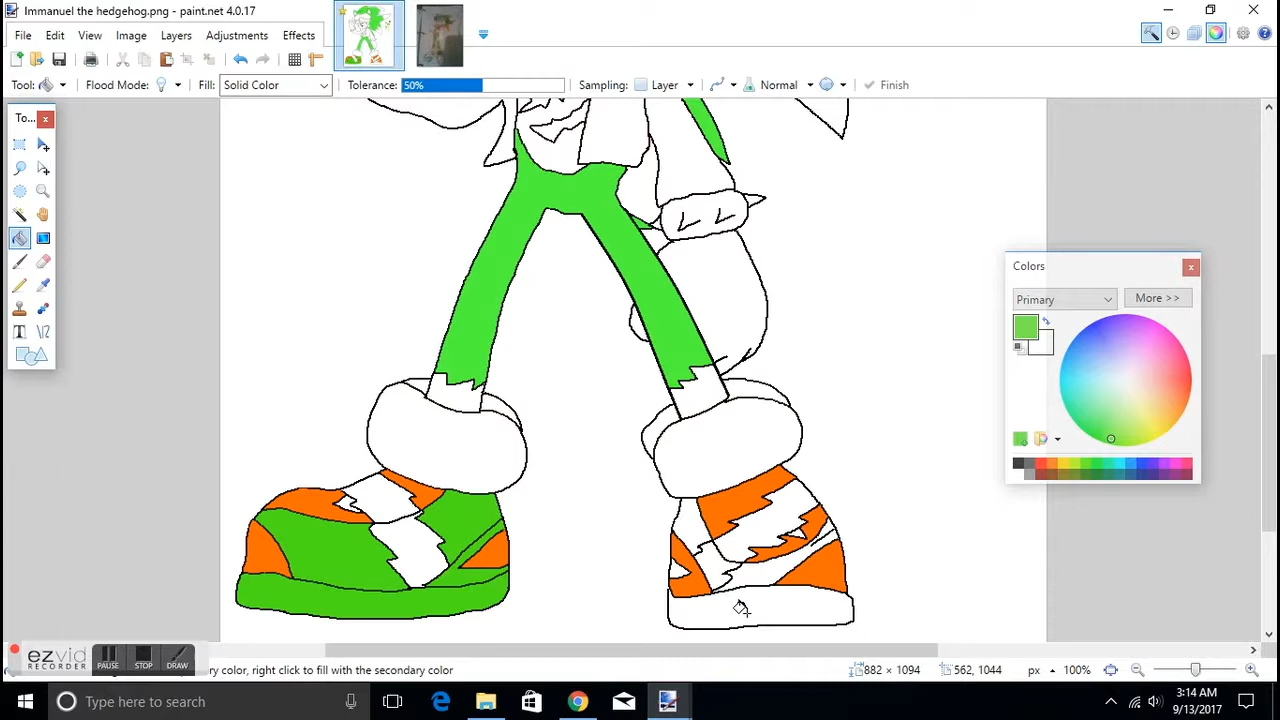 Immanuel the hedgehog.png - paint.net 4.0.17
File Edit View Image Layers Adjustments Effects
Tool: Flood Mode: Fill: Solid Color Tolerance: 50% Sampling: Layer Normal Finish
To...
Colors
Primary More >>
ezvid
RECORDER
PAUSE STOP DRAW
ry color, right click to fill with the secondary color
882 × 1094 562, 1044 px 100%
Type here to search
3:14 AM
9/13/2017